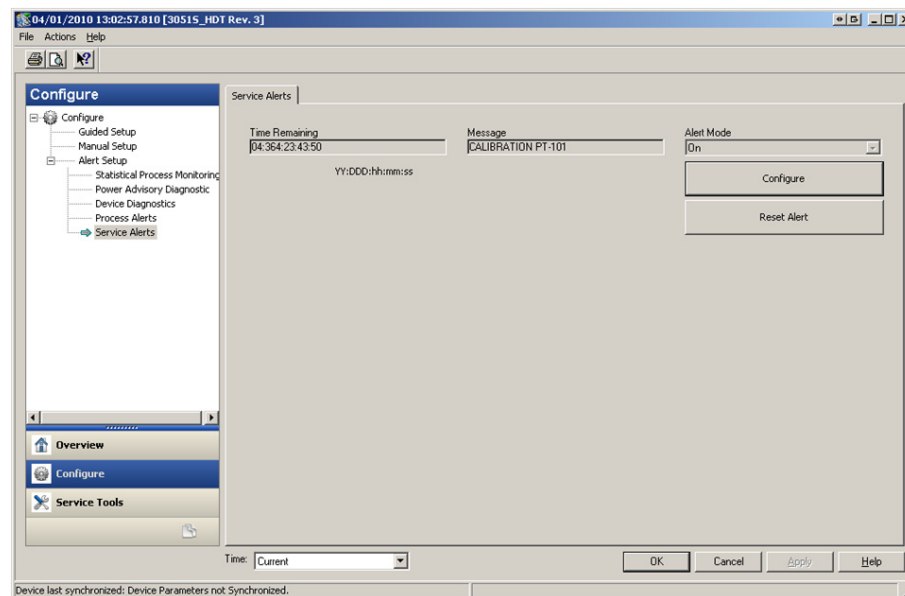 04/01/2010 13:02:57.810 [3051S_HDT Rev. 3]
File Actions Help
Configure
Configure
Guided Setup
Manual Setup
Alert Setup
Statistical Process Monitoring
Power Advisory Diagnostic
Device Diagnostics
Process Alerts
Service Alerts
Overview
Configure
Service Tools
Service Alerts
Time Remaining
04:364:23:43:50
YY:DDD:hh:mm:ss
Message
CALIBRATION PT-101
Alert Mode
On
Configure
Reset Alert
Time: Current
OK Cancel Apply Help
Device last synchronized: Device Parameters not Synchronized.